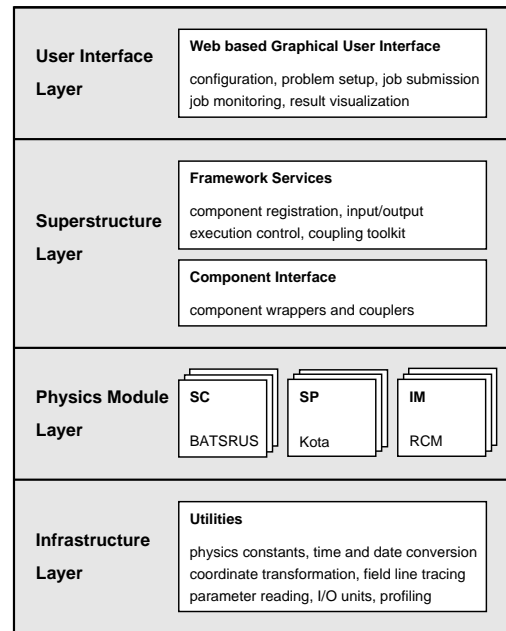 User Interface
Layer
Web based Graphical User Interface
configuration, problem setup, job submission
job monitoring, result visualization
Superstructure
Layer
Framework Services
component registration, input/output
execution control, coupling toolkit
Component Interface
component wrappers and couplers
Physics Module
Layer
SC
BATSRUS
SP
Kota
IM
RCM
Infrastructure
Layer
Utilities
physics constants, time and date conversion
coordinate transformation, field line tracing
parameter reading, I/O units, profiling